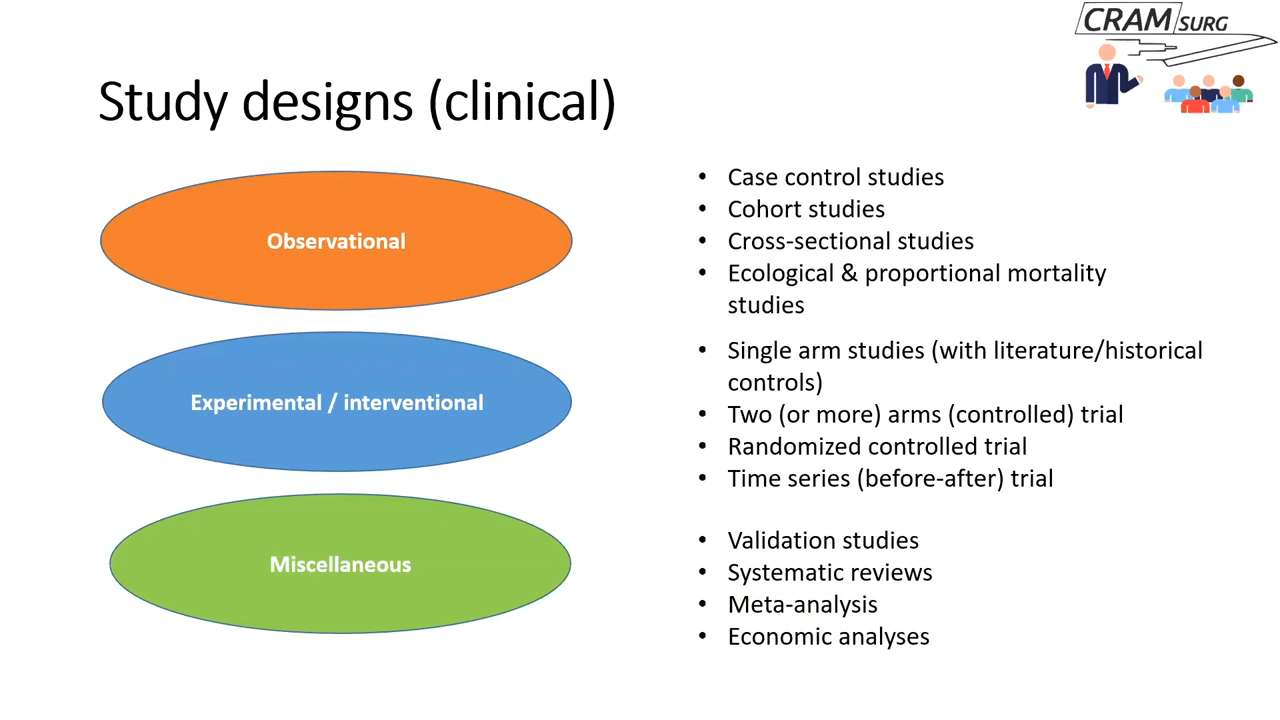 CRAM SURG
Study designs (clinical)
Observational
• Case control studies
• Cohort studies
• Cross-sectional studies
• Ecological & proportional mortality
studies
Experimental / interventional
• Single arm studies (with literature/historical
controls)
• Two (or more) arms (controlled) trial
• Randomized controlled trial
• Time series (before-after) trial
Miscellaneous
• Validation studies
• Systematic reviews
• Meta-analysis
• Economic analyses